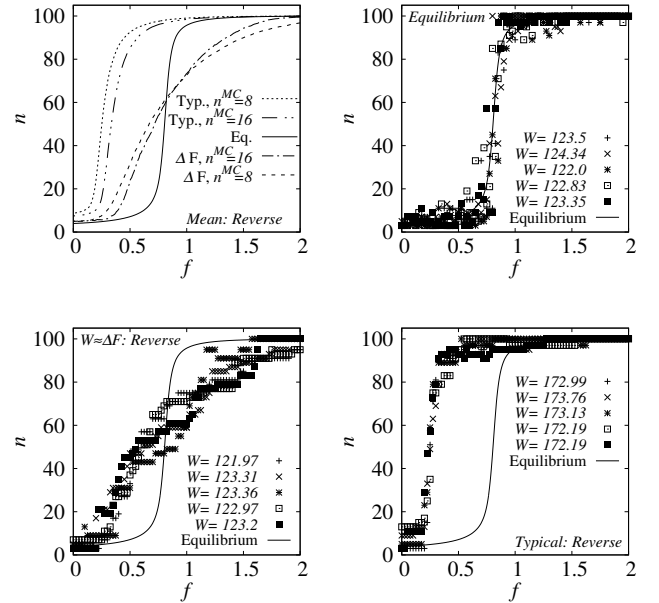 100
80
60
40
20
0
n
Typ., n^MC=8
Typ., n^MC=16
Eq.
Δ F, n^MC=16
Δ F, n^MC=8
Mean: Reverse
0 0.5 1 1.5 2
f
100
80
60
40
20
0
n
Equilibrium
W= 123.5
W= 124.34
W= 122.0
W= 122.83
W= 123.35
Equilibrium
0 0.5 1 1.5 2
f
100
80
60
40
20
0
n
W≈ΔF: Reverse
W= 121.97
W= 123.31
W= 123.36
W= 122.97
W= 123.2
Equilibrium
0 0.5 1 1.5 2
f
100
80
60
40
20
0
n
W= 172.99
W= 173.76
W= 173.13
W= 172.19
W= 172.19
Equilibrium
Typical: Reverse
0 0.5 1 1.5 2
f